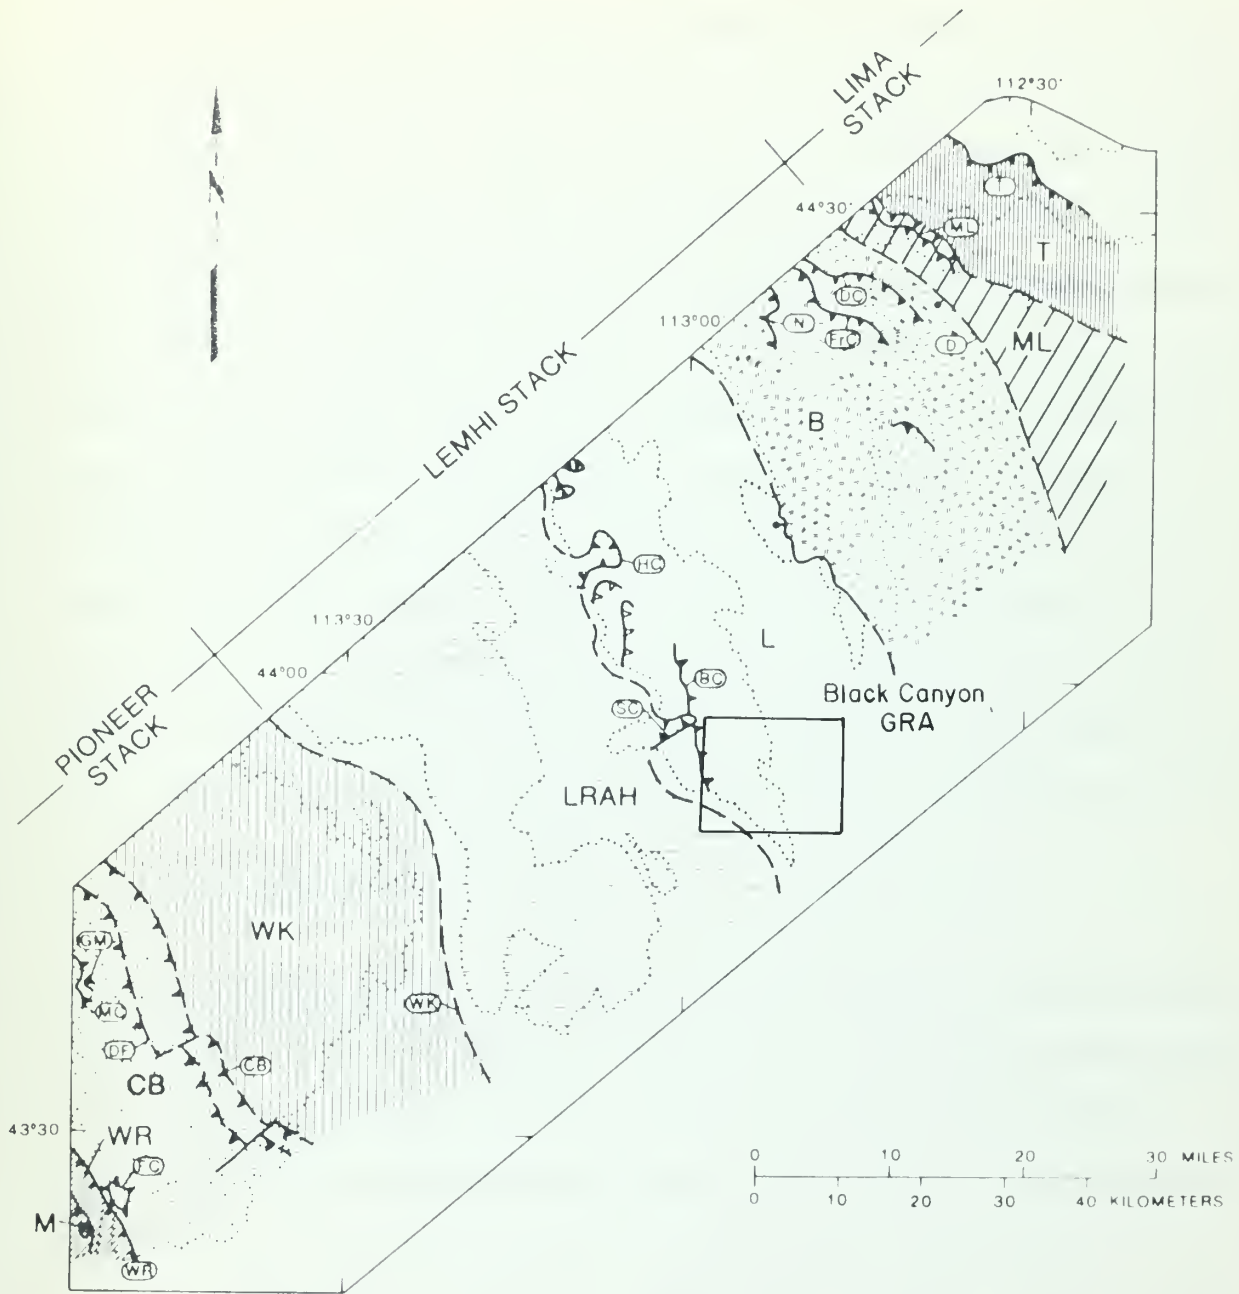 LIMA
STACK
112°30'
T
44°30'
ML
T
DC
113°00
N
FrC
D
ML
LEMHI STACK
B
HC
113°30
L
44°00
BC
Black Canyon
GRA
SC
PIONEER
STACK
LRAH
WK
GM
WK
MC
DF
CB
CB
43°30
WR
FC
0 10 20 30 MILES
0 10 20 30 40 KILOMETERS
M
WR